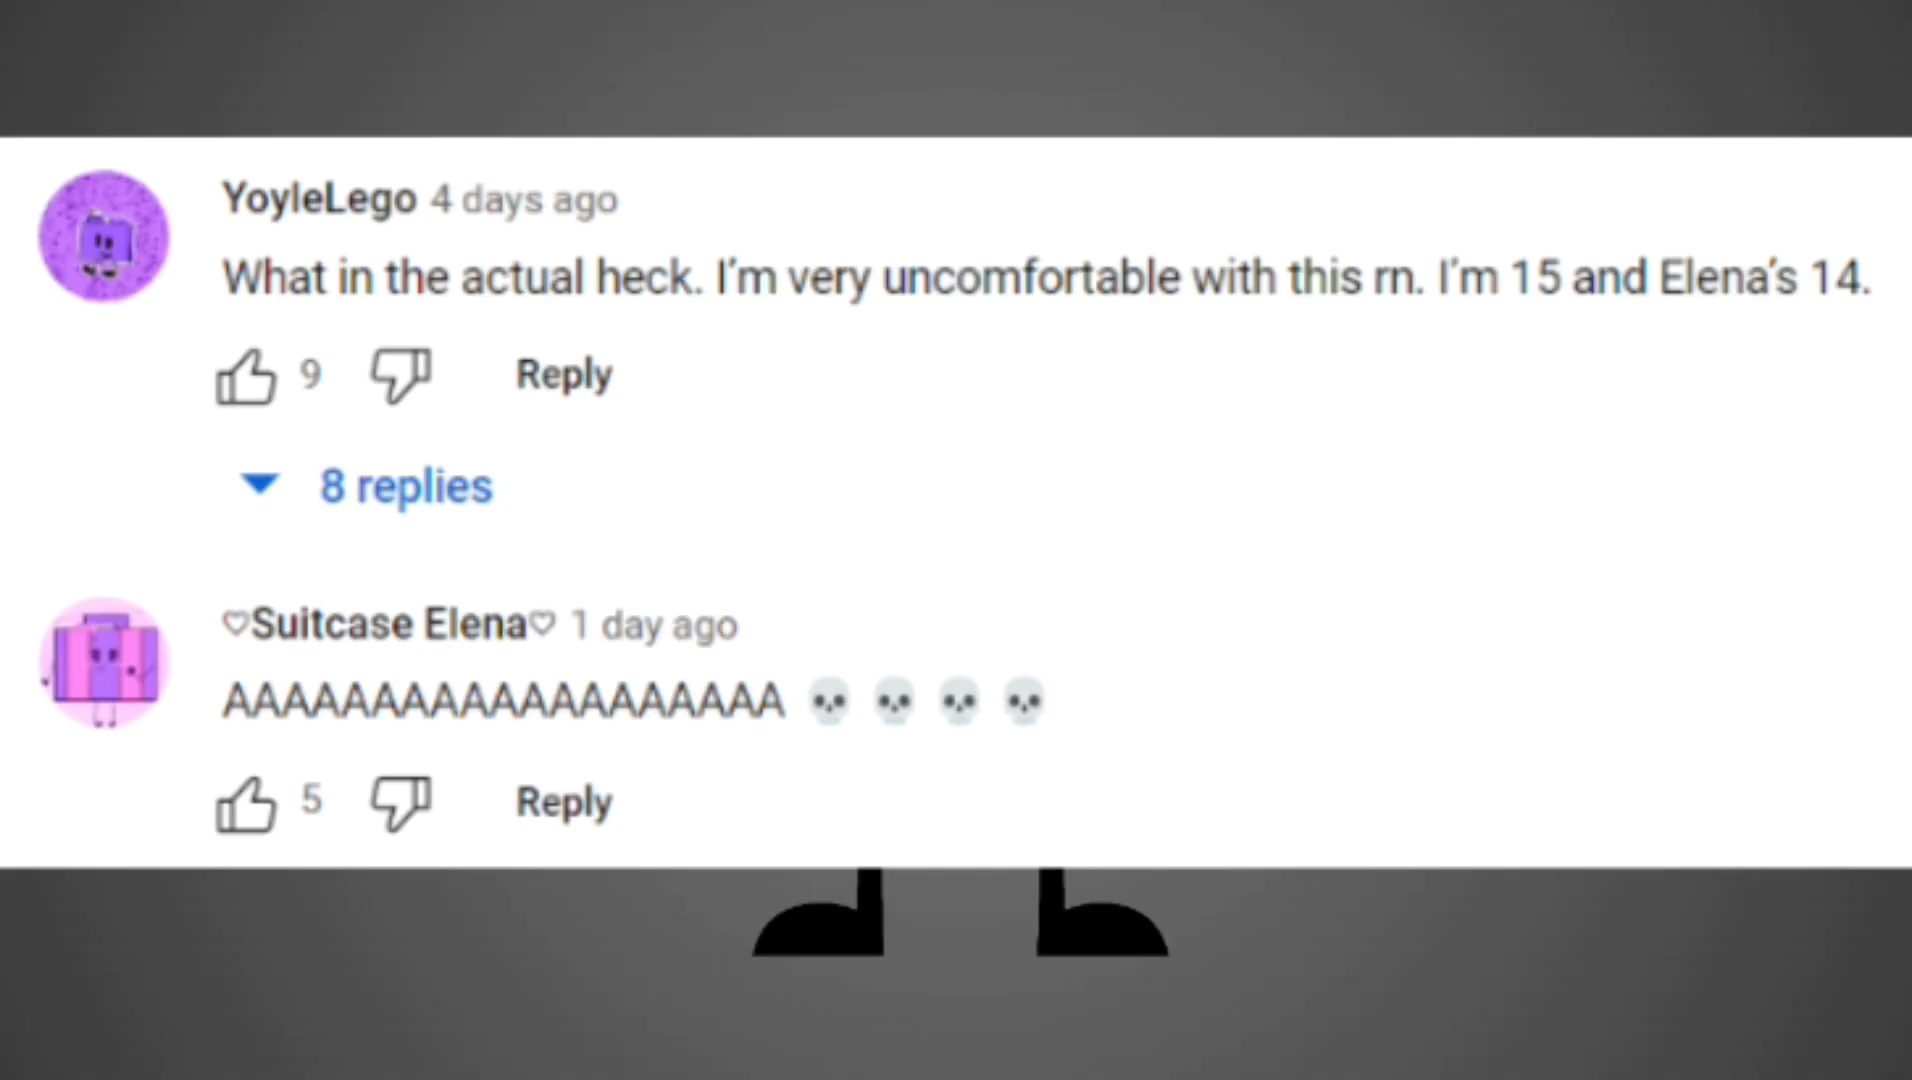 YoyleLego 4 days ago
What in the actual heck. I'm very uncomfortable with this rn. I'm 15 and Elena's 14.
9 Reply
8 replies
♡Suitcase Elena♡ 1 day ago
AAAAAAAAAAAAAAAAAAA 💀 💀 💀 💀
5 Reply